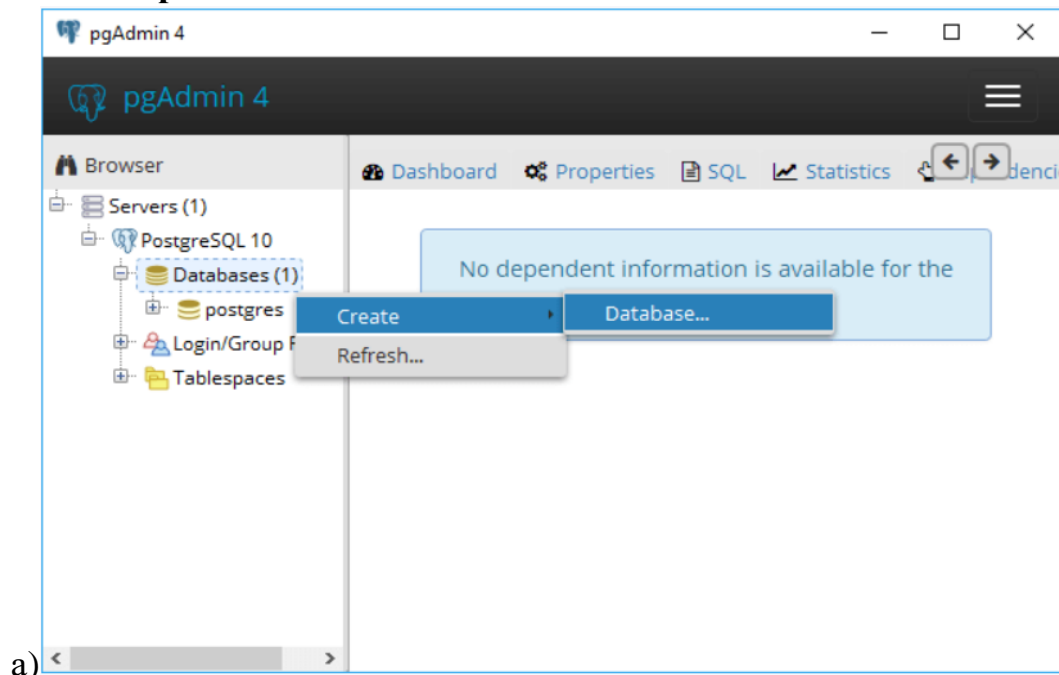 pgAdmin 4
pgAdmin 4
Browser
Dashboard Properties SQL Statistics
Servers (1)
PostgreSQL 10
Databases (1)
postgres
Login/Group
Tablespaces
No dependent information is available for the
Create
Database...
Refresh...
a)